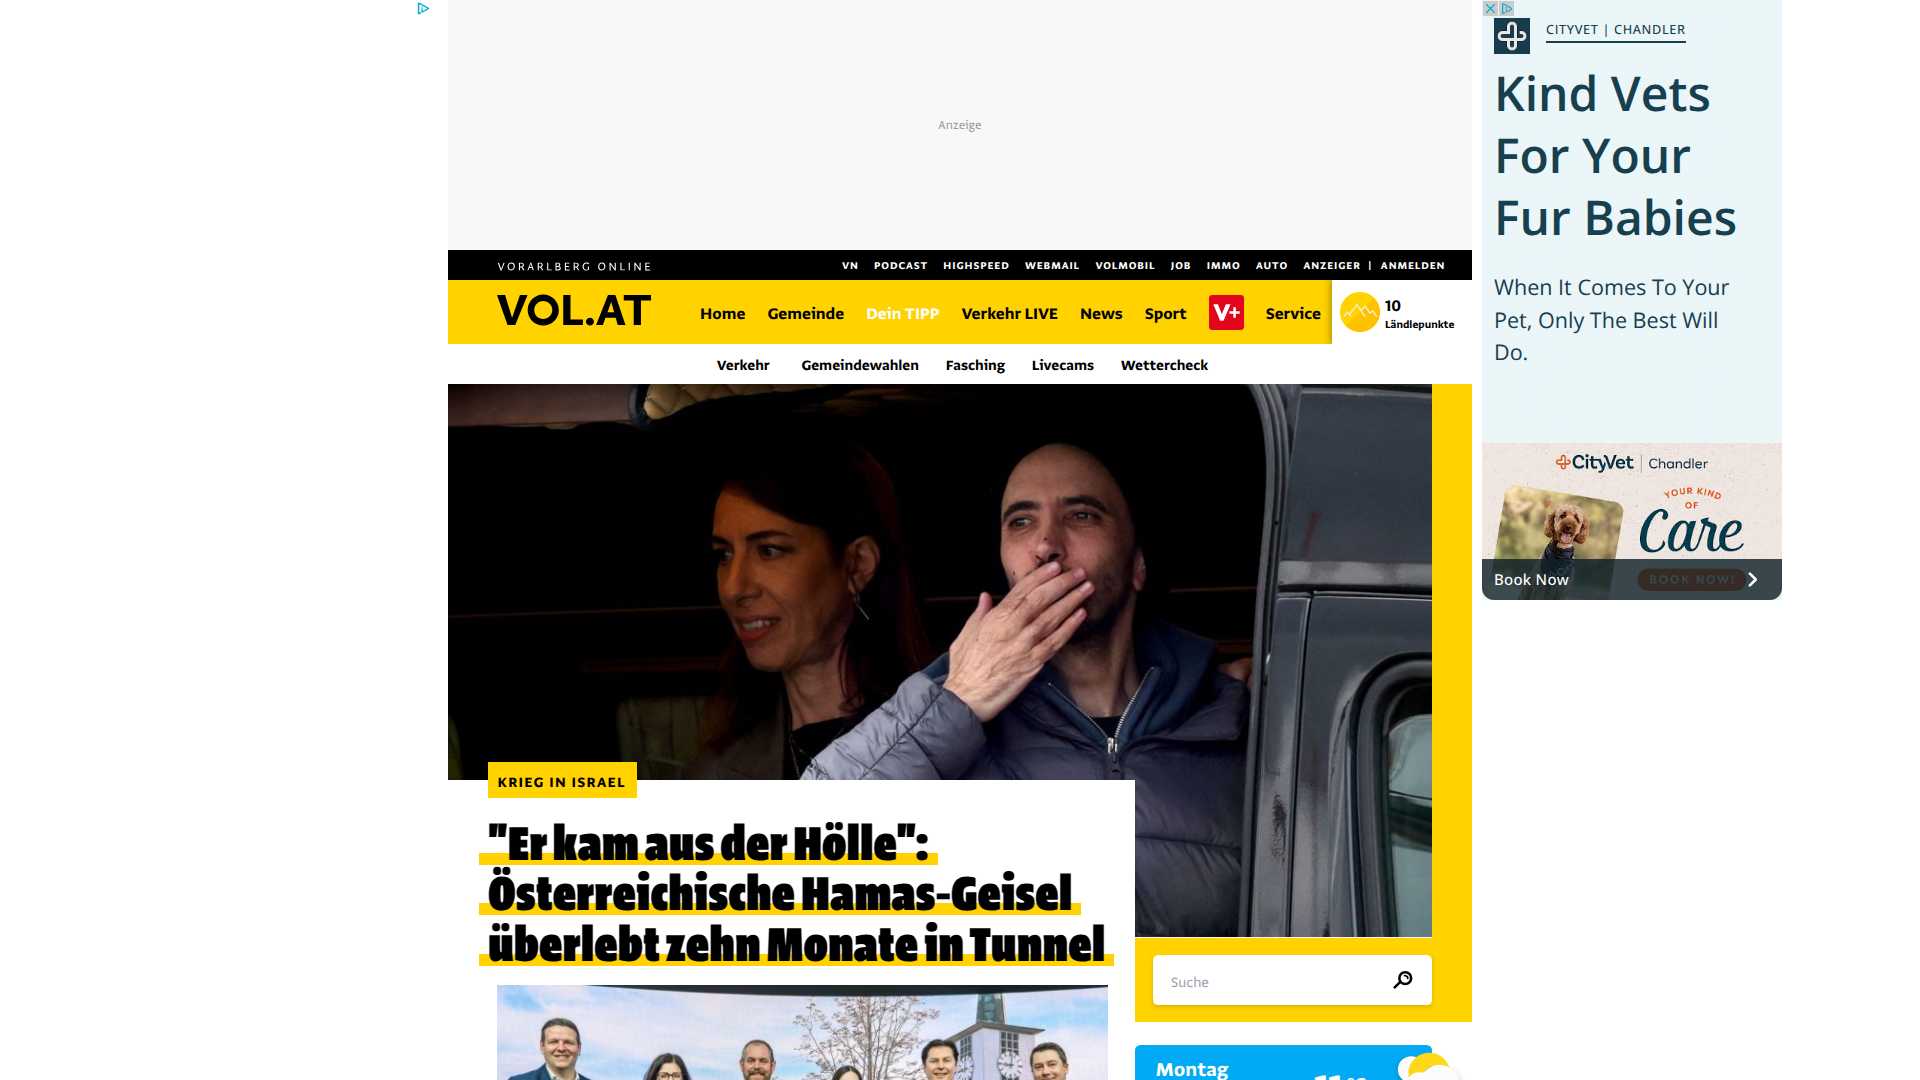 Anzeige
VORARLBERG ONLINE
VN PODCAST HIGHSPEED WEBMAIL VOLMOBIL JOB IMMO AUTO ANZEIGER | ANMELDEN
VOL.AT
Home Gemeinde Dein TIPP Verkehr LIVE News Sport V+ Service
10
Ländlepunkte
Verkehr Gemeindewahlen Fasching Livecams Wettercheck
KRIEG IN ISRAEL
"Er kam aus der Hölle":
Österreichische Hamas-Geisel
überlebt zehn Monate in Tunnel
Suche
Montag
CITYVET | CHANDLER
Kind Vets
For Your
Fur Babies
When It Comes To Your
Pet, Only The Best Will
Do.
CityVet | Chandler
YOUR KIND
OF
Care
Book Now
BOOK NOW!